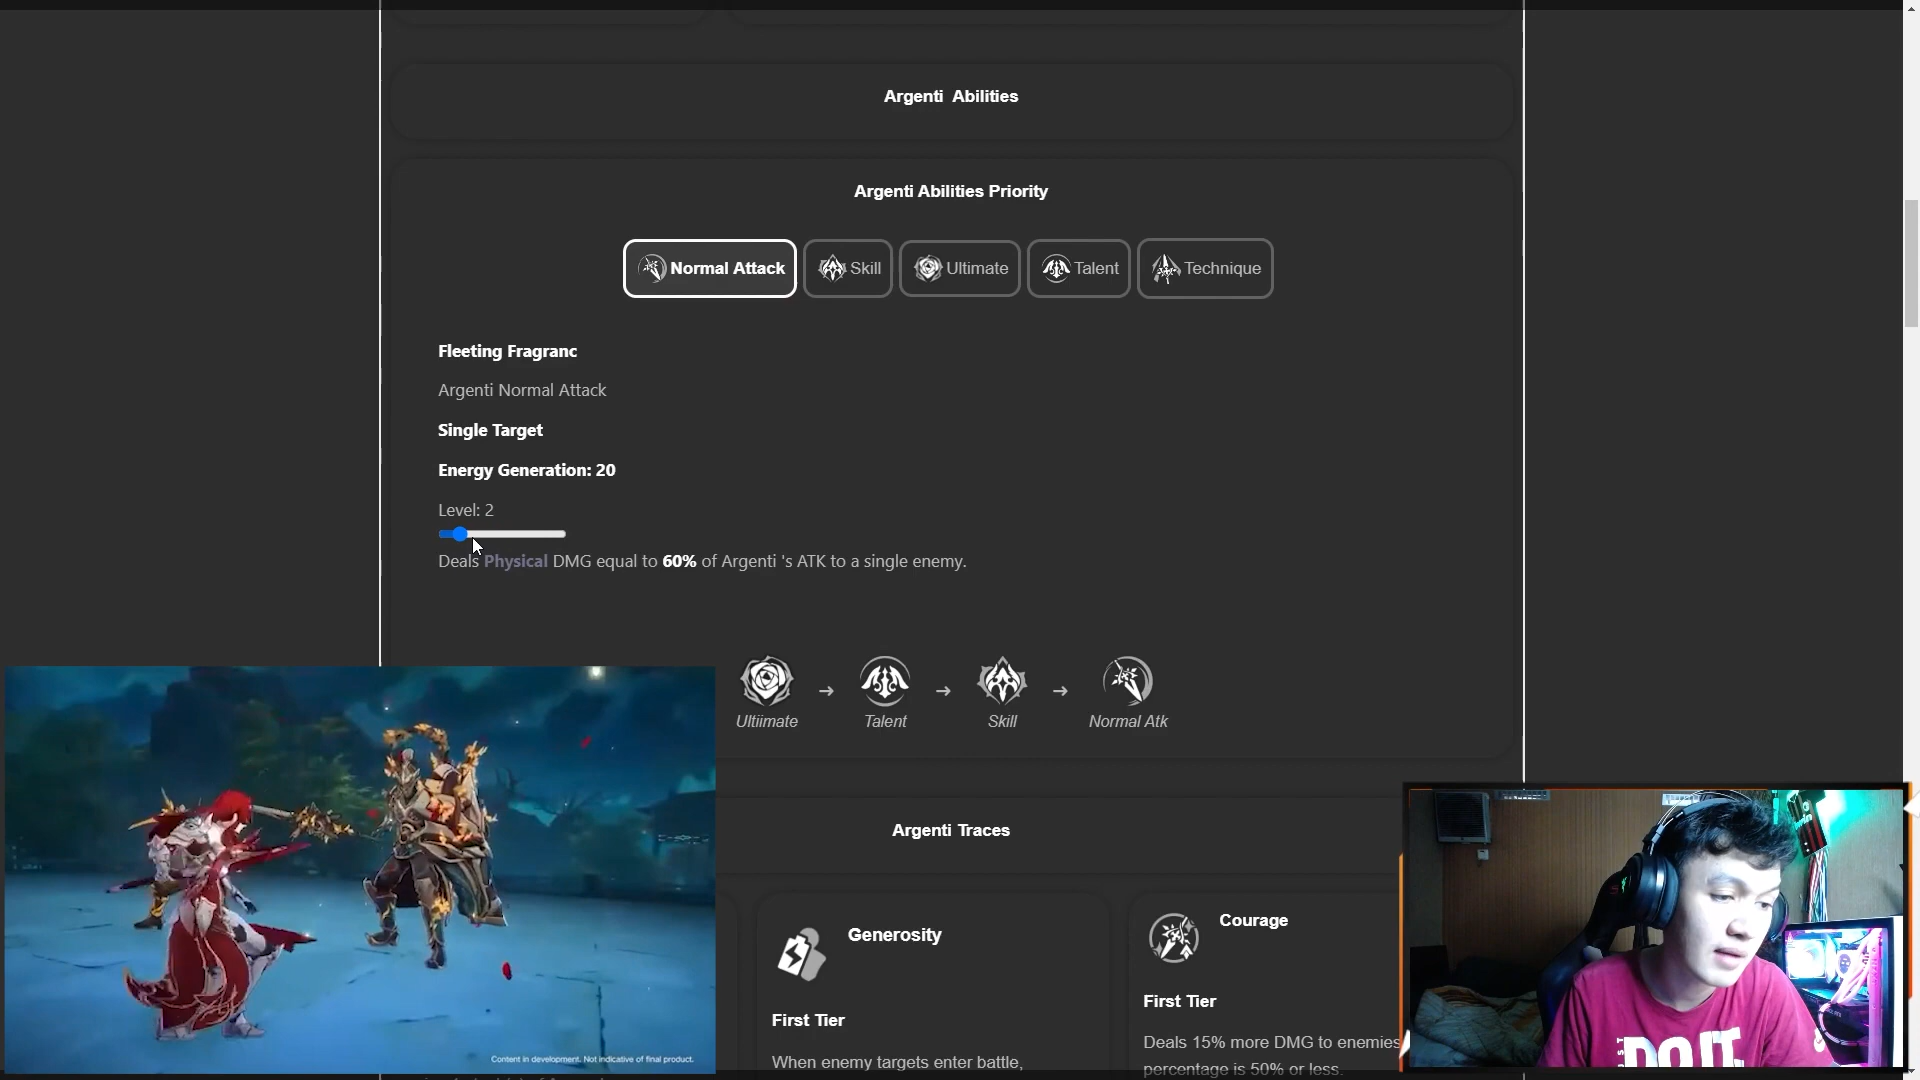 Argenti  Abilities
Argenti Abilities Priority
Normal Attack
Skill
Ultimate
Talent
Technique
Fleeting Fragranc
Argenti Normal Attack
Single Target
Energy Generation: 20
Level: 2
Deals Physical DMG equal to 60% of Argenti 's ATK to a single enemy.
Ultiimate → Talent → Skill → Normal Atk
Argenti Traces
Generosity
First Tier
When enemy targets enter battle,
Courage
First Tier
Deals 15% more DMG to enemies
percentage is 50% or less.
Content in development. Not indicative of final product.
DO IT